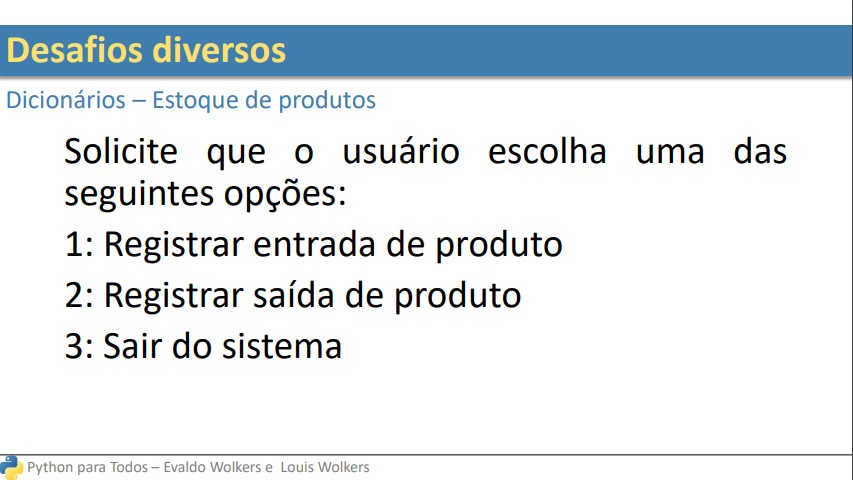 Desafios diversos
Dicionários – Estoque de produtos
Solicite que o usuário escolha uma das
seguintes opções:
1: Registrar entrada de produto
2: Registrar saída de produto
3: Sair do sistema
Python para Todos – Evaldo Wolkers e Louis Wolkers